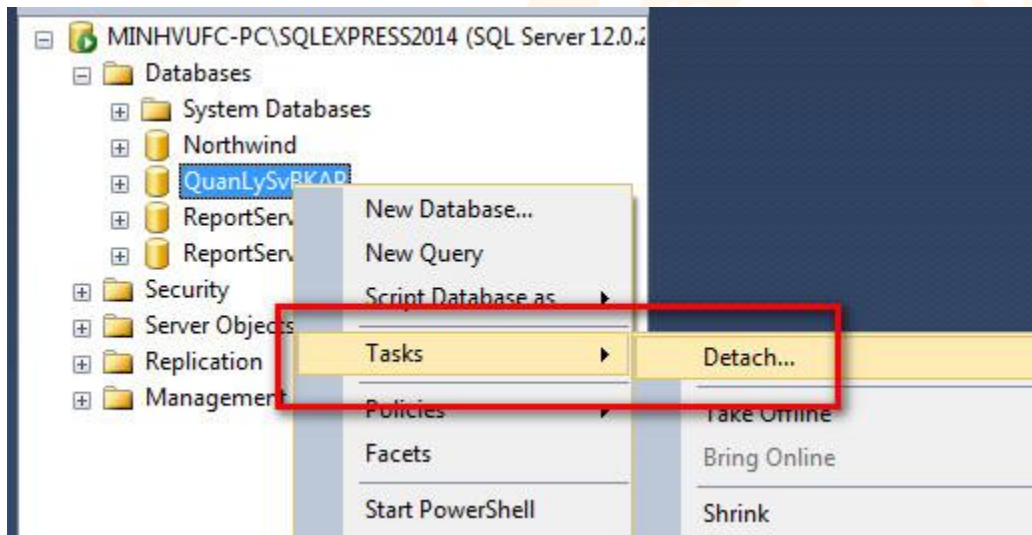 MINHVUFC-PC\SQLEXPRESS2014 (SQL Server 12.0.2
Databases
System Databases
Northwind
QuanLySvBKAP
ReportServ
ReportServ
Security
Server Objects
Replication
Management
New Database...
New Query
Script Database as
Tasks
Policies
Facets
Start PowerShell
Detach...
Take Offline
Bring Online
Shrink